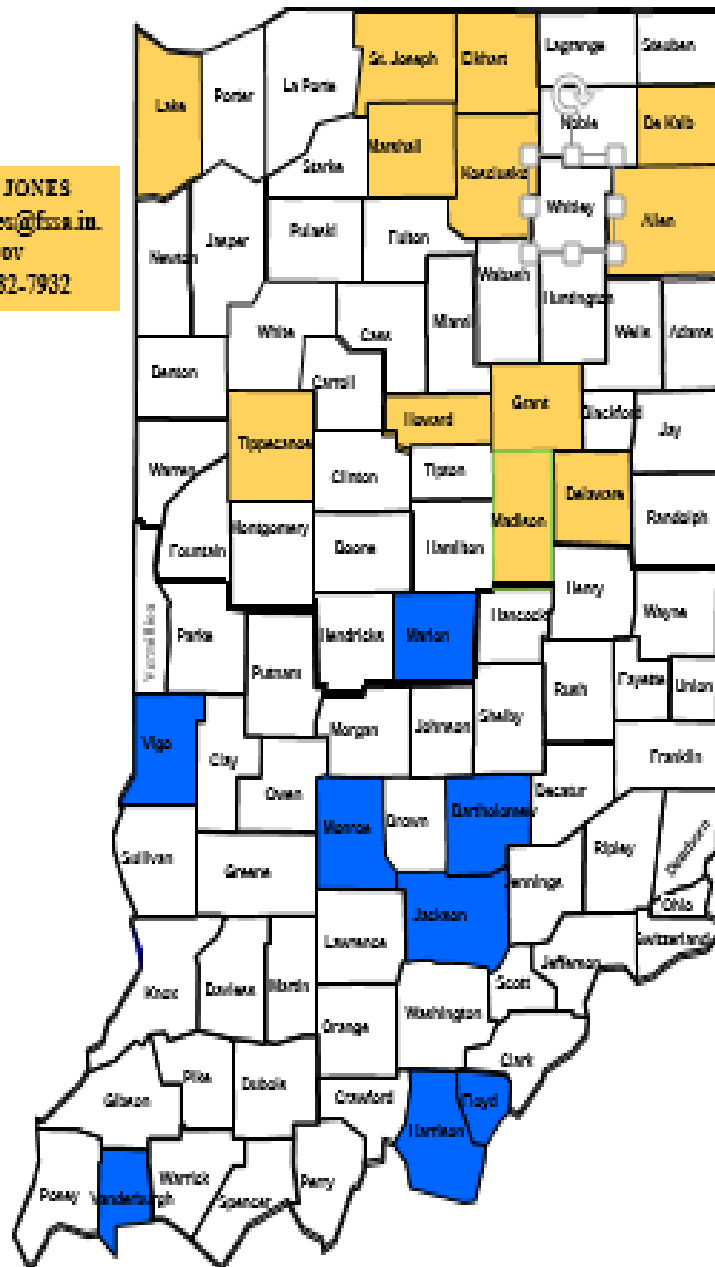 Lagrange
Steuben
St. Joseph
Elkhart
La Porte
Porter
Lake
Noble
De Kalb
Marshall
Starke
Kosciusko
JONES
es@fssa.in.
ov
32-7932
Whitley
Allen
Pulaski
Fulton
Jasper
Newton
Wabash
Huntington
Miami
White
Cass
Wells
Adams
Benton
Carroll
Grant
Howard
Blackford
Jay
Tippecanoe
Warren
Clinton
Tipton
Delaware
Madison
Randolph
Montgomery
Fountain
Boone
Hamilton
Henry
Wayne
Hancock
Vermillion
Parke
Hendricks
Marion
Putnam
Rush
Fayette
Union
Morgan
Johnson
Shelby
Vigo
Clay
Franklin
Owen
Decatur
Monroe
Brown
Bartholomew
Ripley
Dearborn
Sullivan
Greene
Jennings
Ohio
Jackson
Lawrence
Switzerland
Jefferson
Knox
Daviess
Martin
Scott
Washington
Orange
Clark
Pike
Dubois
Gibson
Crawford
Floyd
Harrison
Posey
Vanderburgh
Warrick
Spencer
Perry